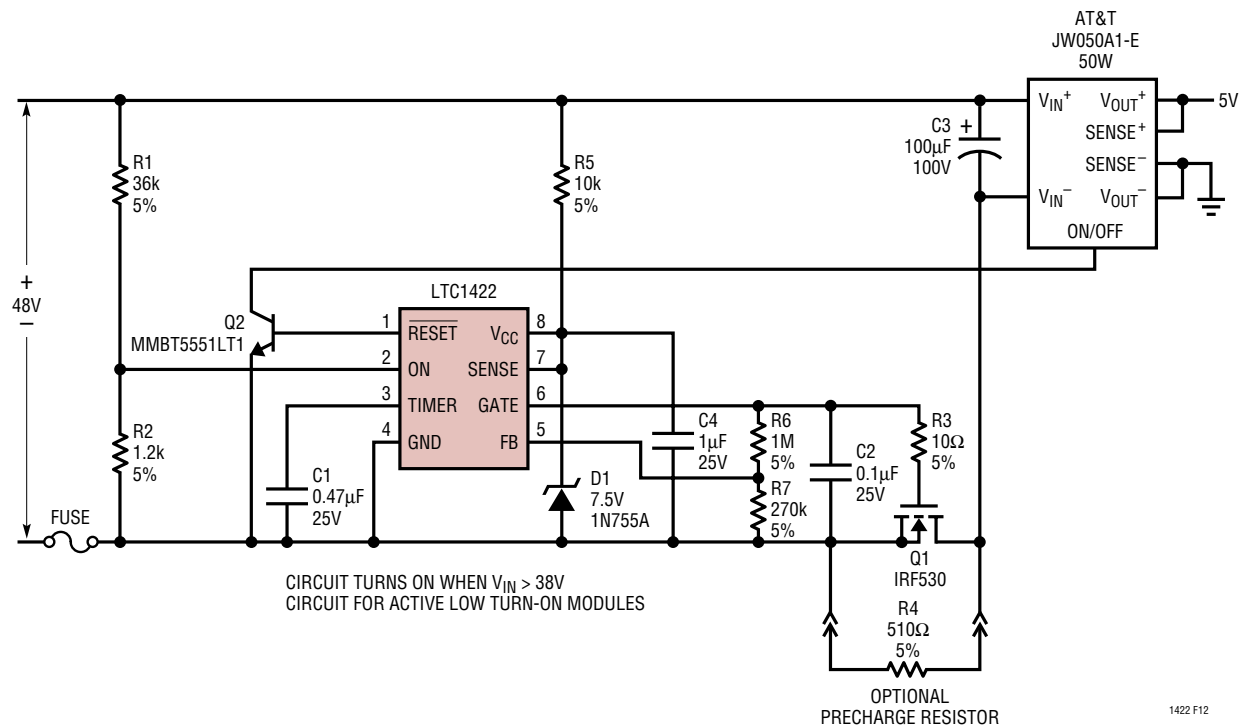 AT&T
JW050A1-E
50W
VIN+
VOUT+
5V
SENSE+
SENSE−
VIN−
VOUT−
ON/OFF
C3
+
100µF
100V
R1
36k
5%
R5
10k
5%
+
48V
−
LTC1422
Q2
MMBT5551LT1
1
RESET
VCC
8
2
ON
SENSE
7
3
TIMER
GATE
6
4
GND
FB
5
R2
1.2k
5%
C1
0.47µF
25V
D1
7.5V
1N755A
C4
1µF
25V
R6
1M
5%
R7
270k
5%
C2
0.1µF
25V
R3
10Ω
5%
FUSE
Q1
IRF530
CIRCUIT TURNS ON WHEN VIN > 38V
CIRCUIT FOR ACTIVE LOW TURN-ON MODULES
R4
510Ω
5%
OPTIONAL
PRECHARGE RESISTOR
1422 F12